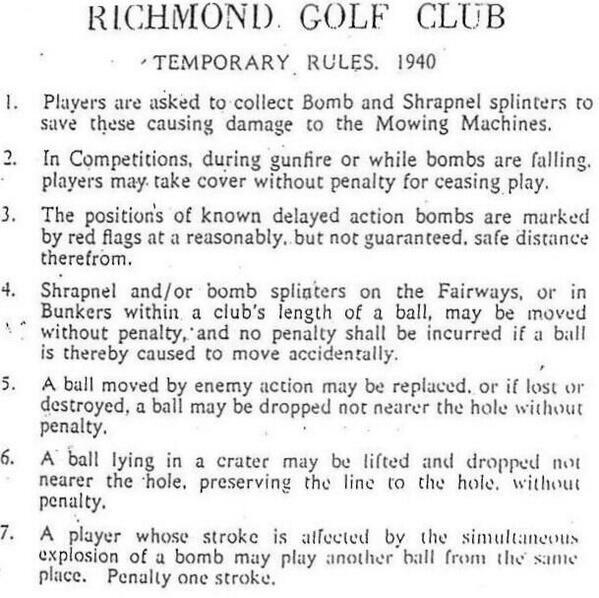 RICHMOND GOLF CLUB
TEMPORARY RULES. 1940
1. Players are asked to collect Bomb and Shrapnel splinters to
save these causing damage to the Mowing Machines.
2. In Competitions, during gunfire or while bombs are falling,
players may take cover without penalty for ceasing play.
3. The positions of known delayed action bombs are marked
by red flags at a reasonably, but not guaranteed, safe distance
therefrom.
4. Shrapnel and/or bomb splinters on the Fairways, or in
Bunkers within a club's length of a ball, may be moved
without penalty, and no penalty shall be incurred if a ball
is thereby caused to move accidentally.
5. A ball moved by enemy action may be replaced, or if lost or
destroyed, a ball may be dropped not nearer the hole without
penalty.
6. A ball lying in a crater may be lifted and dropped not
nearer the hole, preserving the line to the hole, without
penalty.
7. A player whose stroke is affected by the simultaneous
explosion of a bomb may play another ball from the same
place. Penalty one stroke.